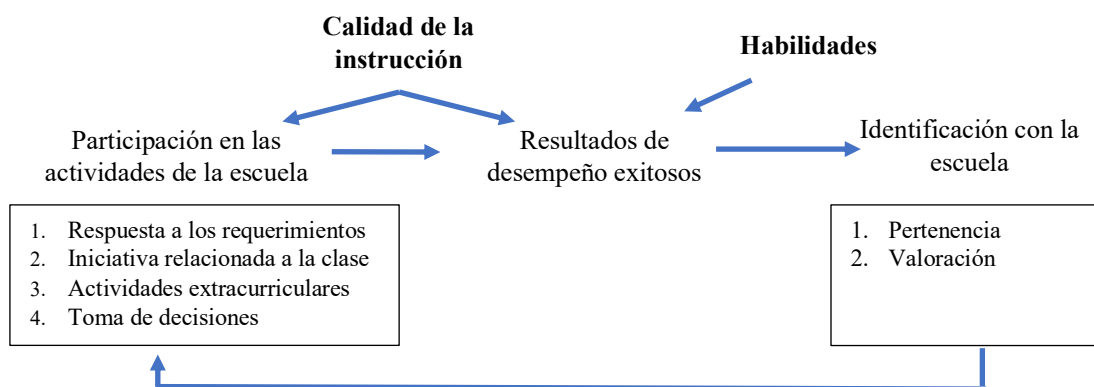 Calidad de la
instrucción
Habilidades
Participación en las
actividades de la escuela
Resultados de
desempeño exitosos
Identificación con la
escuela
1. Respuesta a los requerimientos
2. Iniciativa relacionada a la clase
3. Actividades extracurriculares
4. Toma de decisiones
1. Pertenencia
2. Valoración